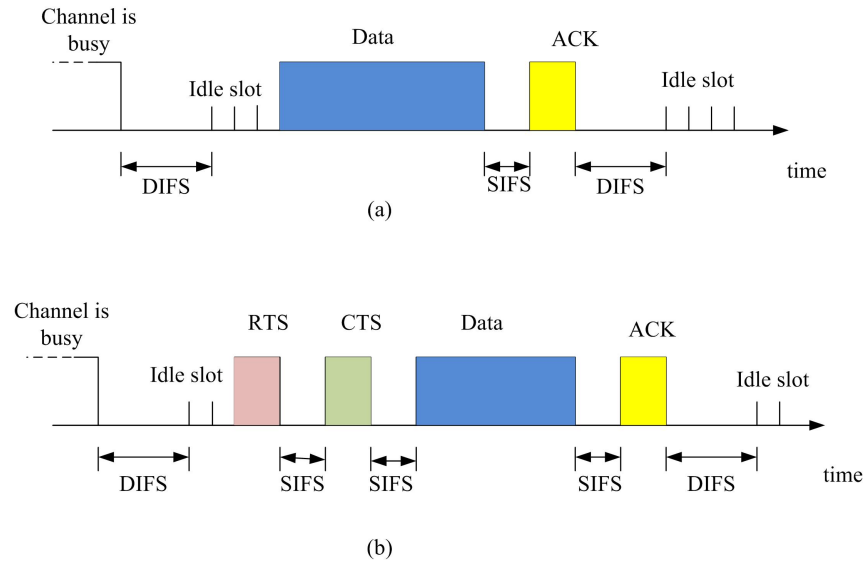 Channel is
busy
Data
ACK
Idle slot
Idle slot
DIFS
SIFS
DIFS
time
(a)
Channel is
busy
RTS
CTS
Data
ACK
Idle slot
Idle slot
DIFS
SIFS
SIFS
SIFS
DIFS
time
(b)